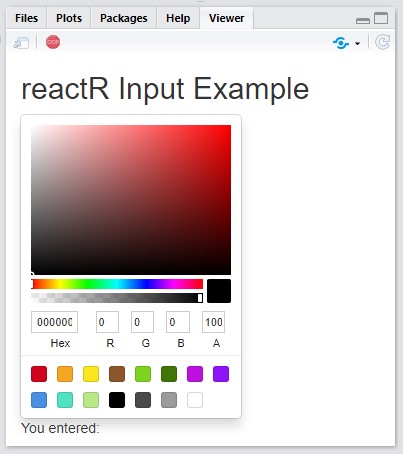 Files Plots Packages Help Viewer
STOP
reactR Input Example
000000 0 0 0 100
Hex R G B A
You entered: